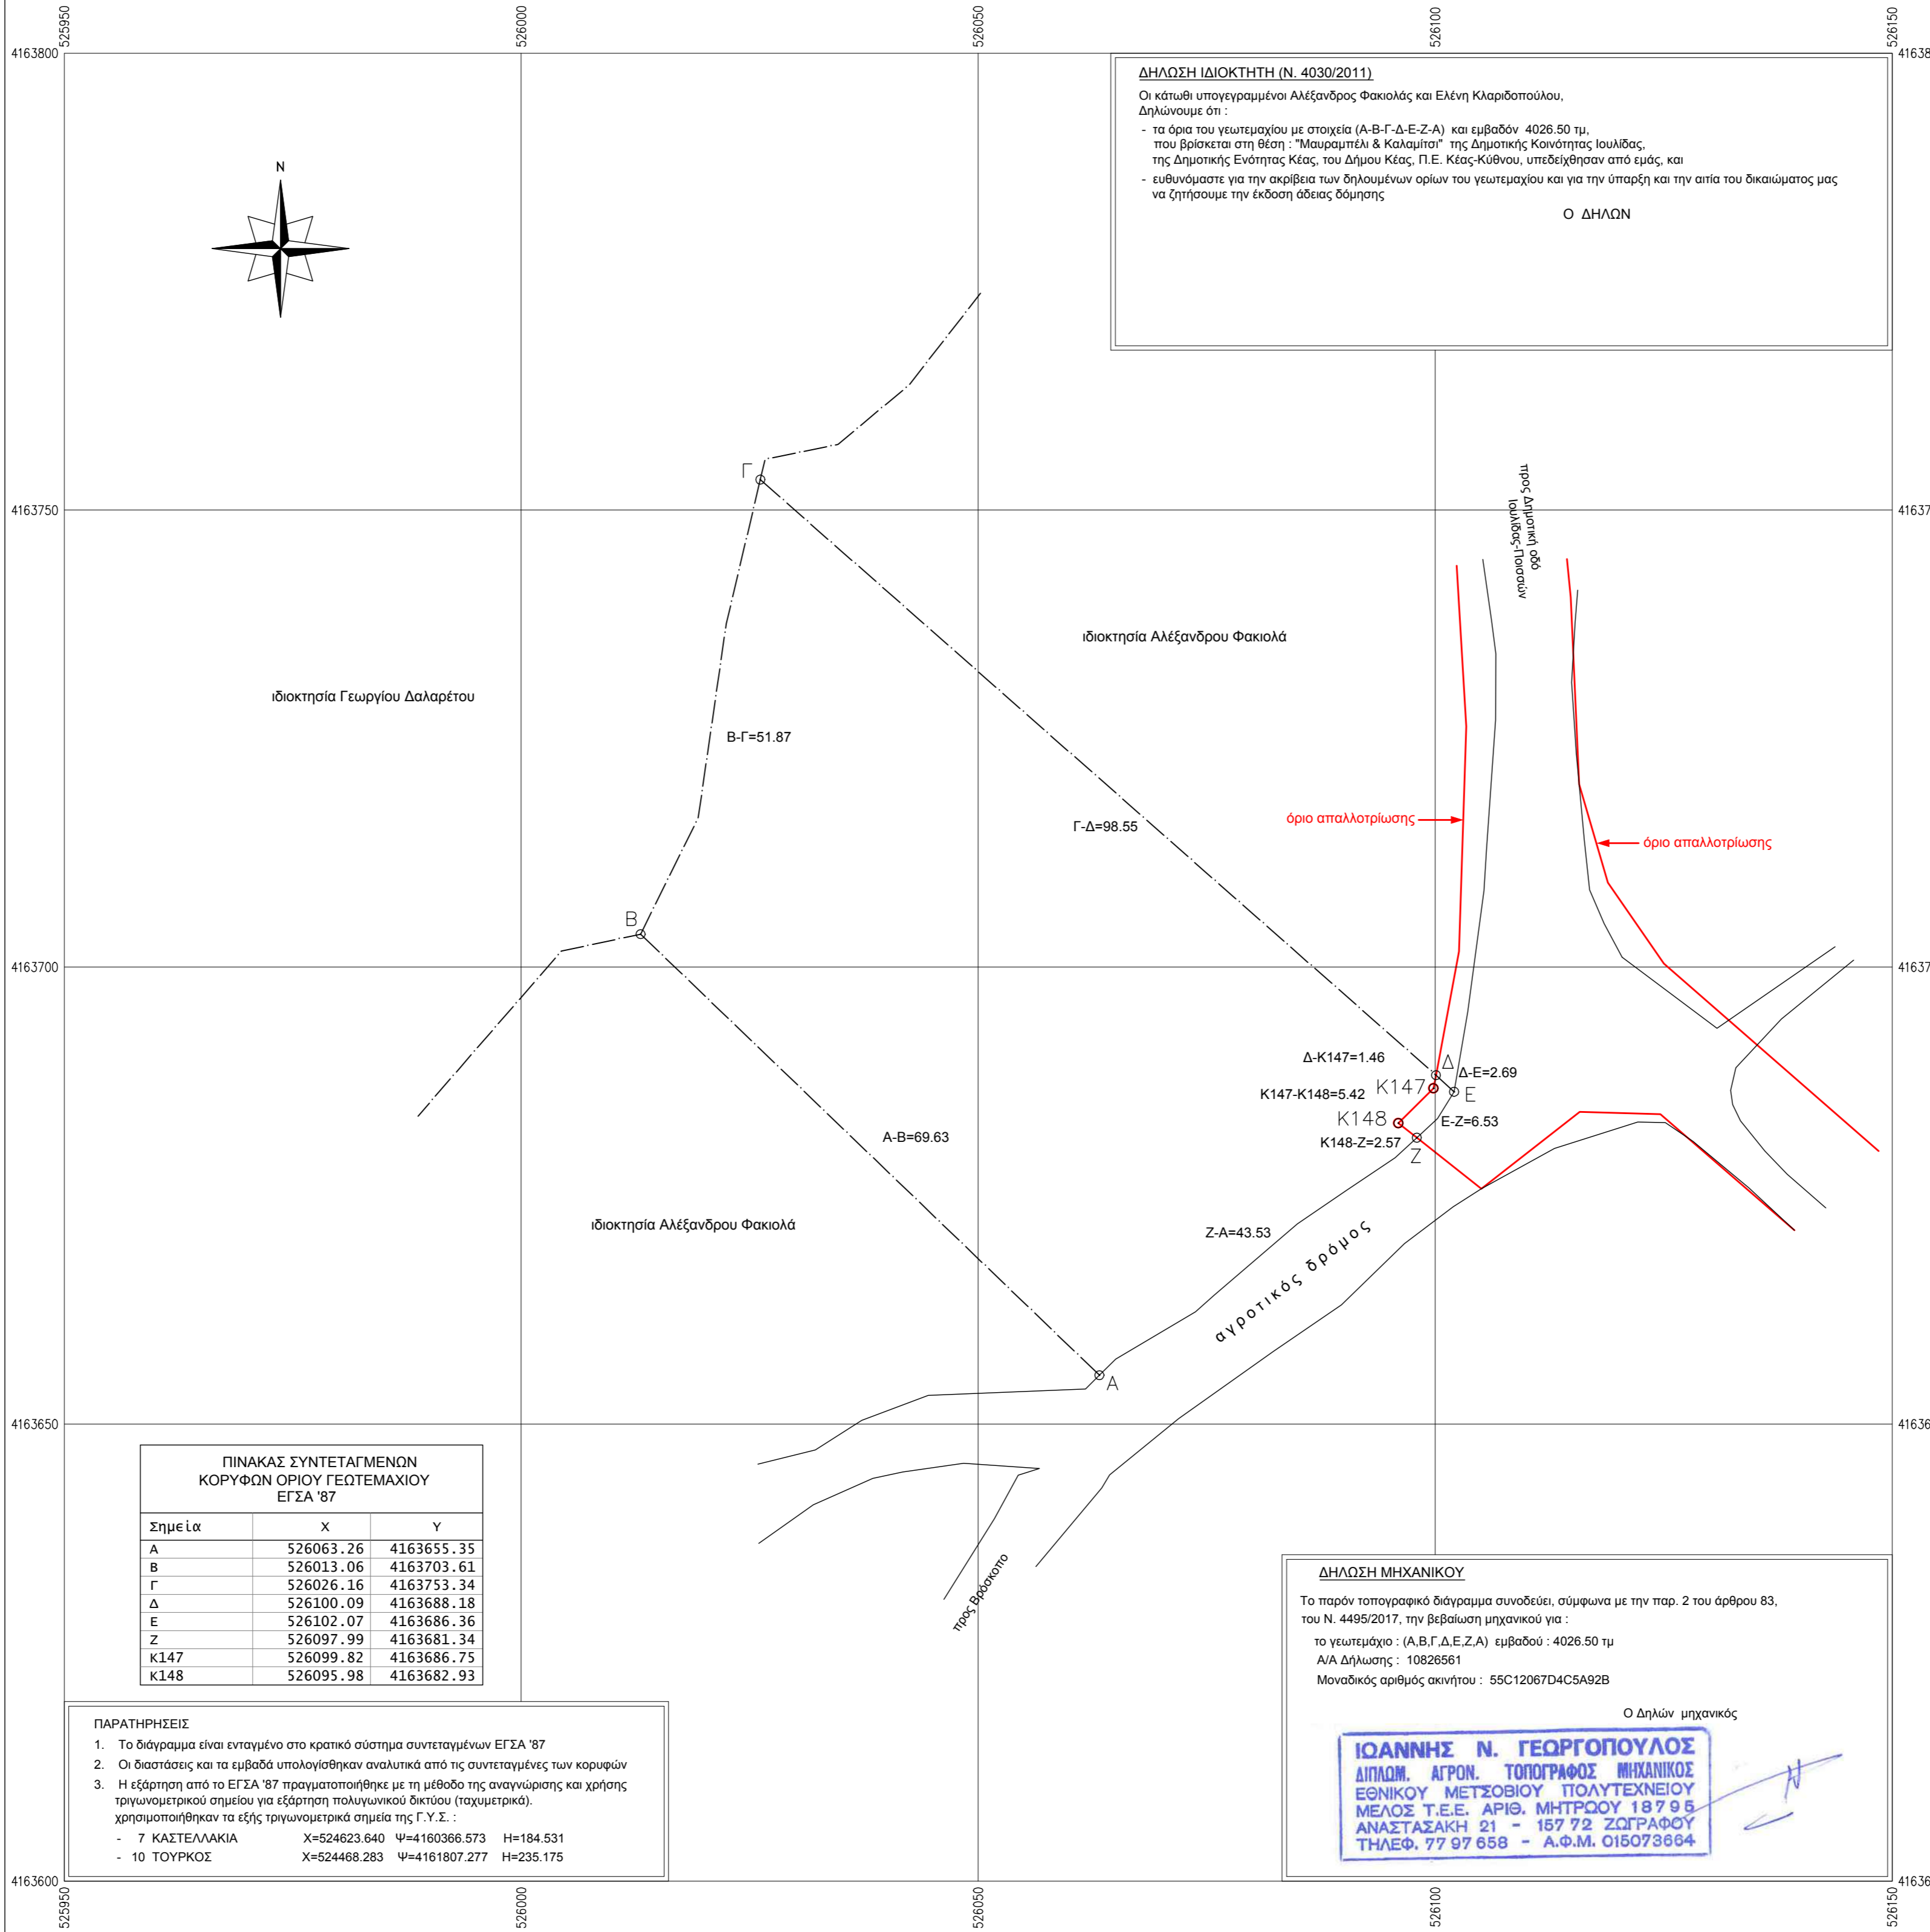 525950
526000
526050
526100
526150
4163800
41638
ΔΗΛΩΣΗ ΙΔΙΟΚΤΗΤΗ (Ν. 4030/2011)
Οι κάτωθι υπογεγραμμένοι Αλέξανδρος Φακιολάς και Ελένη Κλαριδοπούλου,
Δηλώνουμε ότι :
- τα όρια του γεωτεμαχίου με στοιχεία (Α-Β-Γ-Δ-Ε-Ζ-Α) και εμβαδόν 4026.50 τμ,
που βρίσκεται στη θέση : "Μαυραμπέλι & Καλαμίτσι" της Δημοτικής Κοινότητας Ιουλίδας,
της Δημοτικής Ενότητας Κέας, του Δήμου Κέας, Π.Ε. Κέας-Κύθνου, υπεδείχθησαν από εμάς, και
- ευθυνόμαστε για την ακρίβεια των δηλουμένων ορίων του γεωτεμαχίου και για την ύπαρξη και την αιτία του δικαιώματος μας
να ζητήσουμε την έκδοση άδειας δόμησης
Ο ΔΗΛΩΝ
N
Γ
προς Δημοτική οδό
Ιουλίδας-Ποισσών
4163750
41637
ιδιοκτησία Αλέξανδρου Φακιολά
ιδιοκτησία Γεωργίου Δαλαρέτου
Β-Γ=51.87
Γ-Δ=98.55
όριο απαλλοτρίωσης
όριο απαλλοτρίωσης
Β
4163700
41637
Δ-Κ147=1.46
Δ
Δ-Ε=2.69
Κ147-Κ148=5.42
Κ147
Ε
Κ148
Ε-Ζ=6.53
Α-Β=69.63
Κ148-Ζ=2.57
Ζ
ιδιοκτησία Αλέξανδρου Φακιολά
Ζ-Α=43.53
αγροτικός δρόμος
Α
4163650
41636
προς Βρόσκοπο
ΠΙΝΑΚΑΣ ΣΥΝΤΕΤΑΓΜΕΝΩΝ
ΚΟΡΥΦΩΝ ΟΡΙΟΥ ΓΕΩΤΕΜΑΧΙΟΥ
ΕΓΣΑ '87
Σημεία X Y
Α 526063.26 4163655.35
Β 526013.06 4163703.61
Γ 526026.16 4163753.34
Δ 526100.09 4163688.18
Ε 526102.07 4163686.36
Ζ 526097.99 4163681.34
Κ147 526099.82 4163686.75
Κ148 526095.98 4163682.93
ΠΑΡΑΤΗΡΗΣΕΙΣ
1. Το διάγραμμα είναι ενταγμένο στο κρατικό σύστημα συντεταγμένων ΕΓΣΑ '87
2. Οι διαστάσεις και τα εμβαδά υπολογίσθηκαν αναλυτικά από τις συντεταγμένες των κορυφών
3. Η εξάρτηση από το ΕΓΣΑ '87 πραγματοποιήθηκε με τη μέθοδο της αναγνώρισης και χρήσης
τριγωνομετρικού σημείου για εξάρτηση πολυγωνικού δικτύου (ταχυμετρικά).
χρησιμοποιήθηκαν τα εξής τριγωνομετρικά σημεία της Γ.Υ.Σ. :
- 7 ΚΑΣΤΕΛΛΑΚΙΑ Χ=524623.640 Ψ=4160366.573 Η=184.531
- 10 ΤΟΥΡΚΟΣ Χ=524468.283 Ψ=4161807.277 Η=235.175
ΔΗΛΩΣΗ ΜΗΧΑΝΙΚΟΥ
Το παρόν τοπογραφικό διάγραμμα συνοδεύει, σύμφωνα με την παρ. 2 του άρθρου 83,
του Ν. 4495/2017, την βεβαίωση μηχανικού για :
το γεωτεμάχιο : (Α,Β,Γ,Δ,Ε,Ζ,Α) εμβαδού : 4026.50 τμ
Α/Α Δήλωσης : 10826561
Μοναδικός αριθμός ακινήτου : 55C12067D4C5A92B
Ο Δηλών μηχανικός
ΙΩΑΝΝΗΣ Ν. ΓΕΩΡΓΟΠΟΥΛΟΣ
ΔΙΠΛΩΜ. ΑΓΡΟΝ. ΤΟΠΟΓΡΑΦΟΣ ΜΗΧΑΝΙΚΟΣ
ΕΘΝΙΚΟΥ ΜΕΤΣΟΒΙΟΥ ΠΟΛΥΤΕΧΝΕΙΟΥ
ΜΕΛΟΣ Τ.Ε.Ε. ΑΡΙΘ. ΜΗΤΡΩΟΥ 18795
ΑΝΑΣΤΑΣΑΚΗ 21 - 157 72 ΖΩΓΡΑΦΟΥ
ΤΗΛΕΦ. 77 97 658 - Α.Φ.Μ. 015073664
4163600
41636
525950
526000
526050
526100
526150